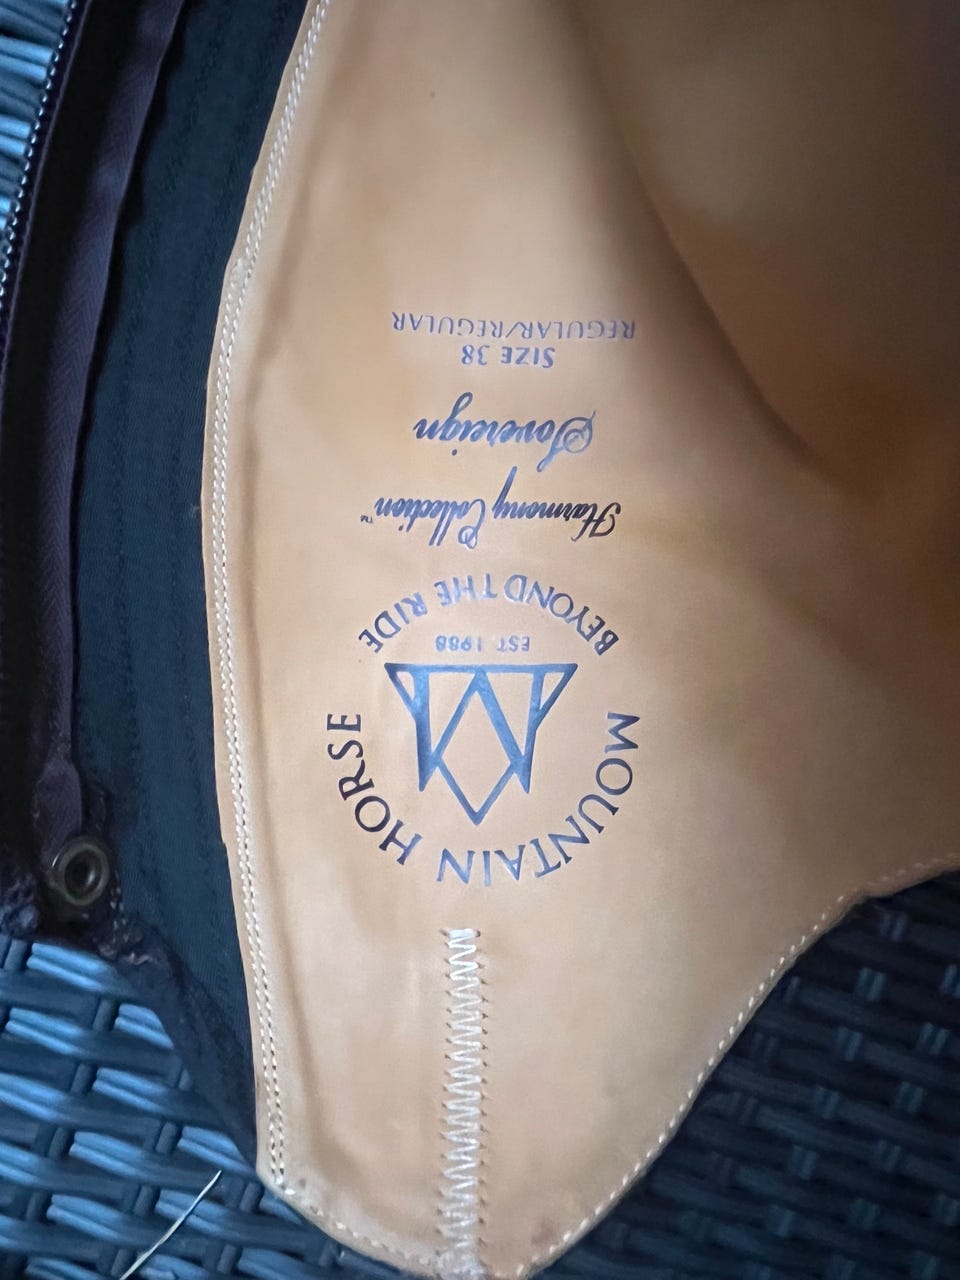 MOUNTAIN HORSE
EST 1988
BEYOND THE RIDE
Harmony Collection™
Sovereign
SIZE 38
REGULAR/REGULAR